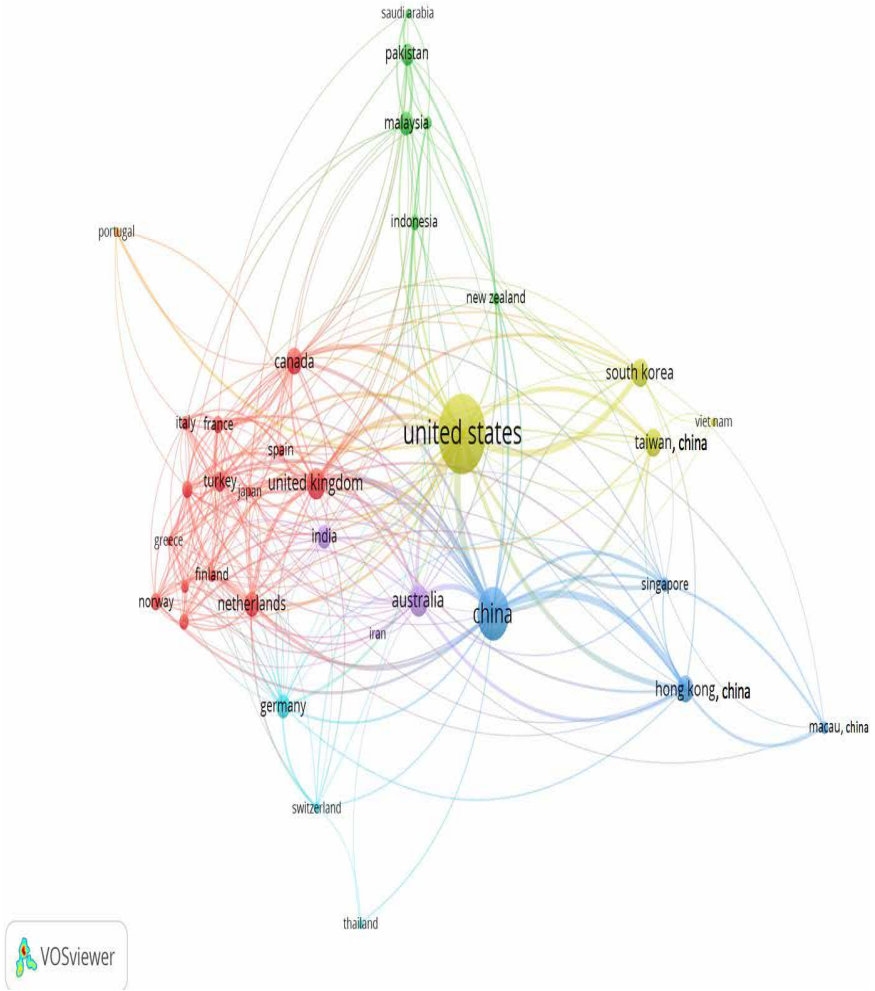 saudi arabia
pakistan
malaysia
indonesia
portugal
new zealand
canada
south korea
italy
france
viet nam
united states
taiwan, china
spain
turkey
united kingdom
japan
india
greece
finland
singapore
norway
netherlands
australia
china
iran
hong kong, china
germany
macau, china
switzerland
thailand
VOSviewer